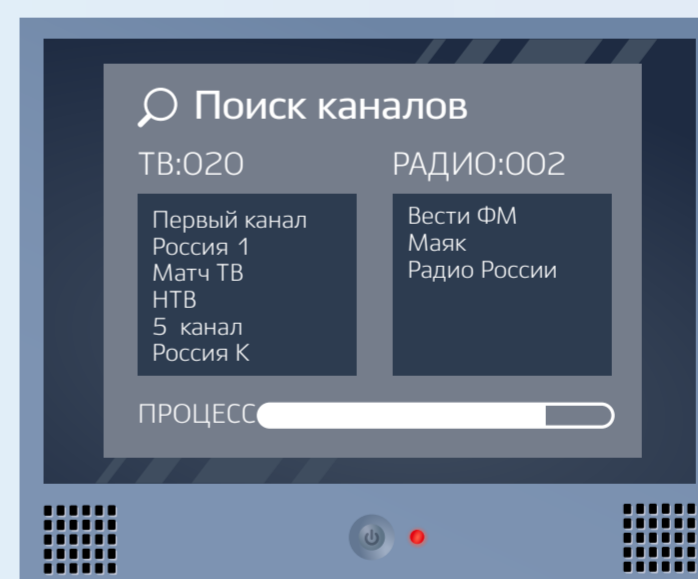 Поиск каналов
ТВ:020
РАДИО:002
Первый канал
Россия 1
Матч ТВ
НТВ
5 канал
Россия К
Вести ФМ
Маяк
Радио России
ПРОЦЕСС